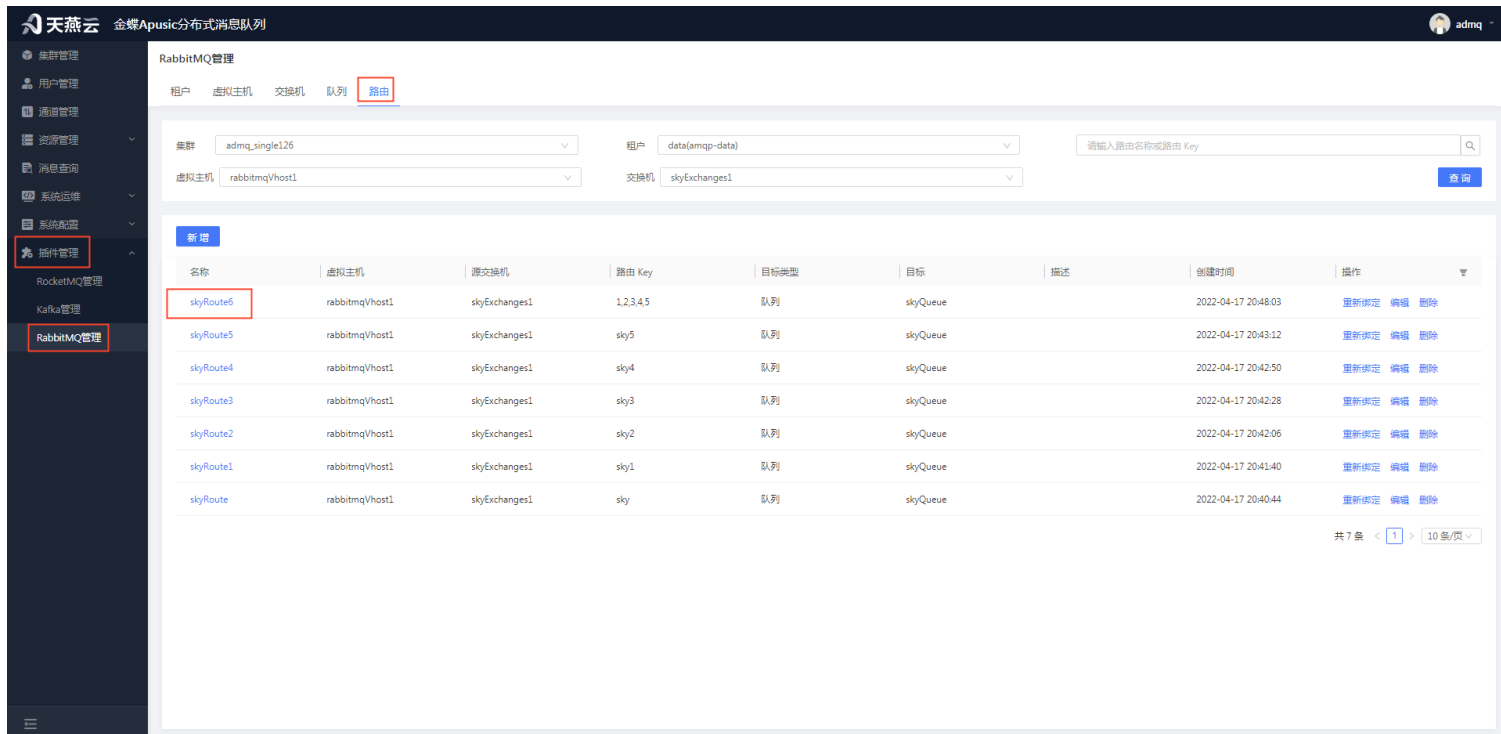 天燕云 金蝶Apusic分布式消息队列 admq
集群管理
用户管理
通道管理
资源管理
消息查询
系统运维
系统配置
插件管理
RocketMQ管理
Kafka管理
RabbitMQ管理
RabbitMQ管理
租户 虚拟主机 交换机 队列 路由
集群 admq_single126 租户 data(amqp-data) 请输入路由名称或路由 Key
虚拟主机 rabbitmqVhost1 交换机 skyExchanges1 查 询
新 增
名称 虚拟主机 源交换机 路由 Key 目标类型 目标 描述 创建时间 操作
skyRoute6 rabbitmqVhost1 skyExchanges1 1,2,3,4,5 队列 skyQueue 2022-04-17 20:48:03 重新绑定 编辑 删除
skyRoute5 rabbitmqVhost1 skyExchanges1 sky5 队列 skyQueue 2022-04-17 20:43:12 重新绑定 编辑 删除
skyRoute4 rabbitmqVhost1 skyExchanges1 sky4 队列 skyQueue 2022-04-17 20:42:50 重新绑定 编辑 删除
skyRoute3 rabbitmqVhost1 skyExchanges1 sky3 队列 skyQueue 2022-04-17 20:42:28 重新绑定 编辑 删除
skyRoute2 rabbitmqVhost1 skyExchanges1 sky2 队列 skyQueue 2022-04-17 20:42:06 重新绑定 编辑 删除
skyRoute1 rabbitmqVhost1 skyExchanges1 sky1 队列 skyQueue 2022-04-17 20:41:40 重新绑定 编辑 删除
skyRoute rabbitmqVhost1 skyExchanges1 sky 队列 skyQueue 2022-04-17 20:40:44 重新绑定 编辑 删除
共 7 条 < 1 > 10 条/页